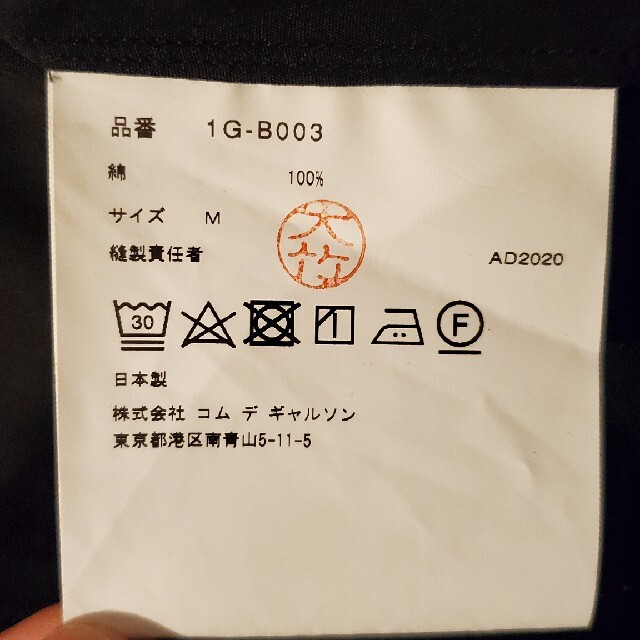 品番 1G-B003
綿 100%
サイズ M
大竹
縫製責任者 AD2020
30 F
日本製
株式会社 コム デ ギャルソン
東京都港区南青山5-11-5